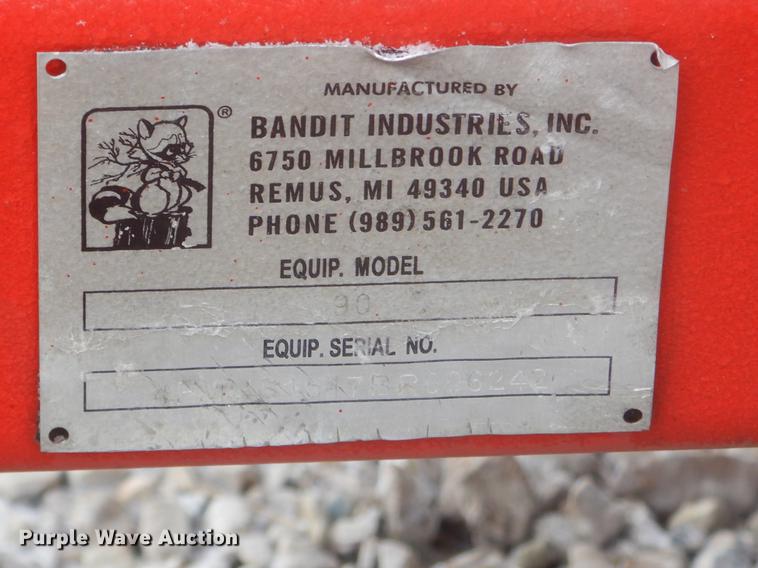 MANUFACTURED BY
®
BANDIT INDUSTRIES, INC.
6750 MILLBROOK ROAD
REMUS, MI 49340 USA
PHONE (989) 561-2270
EQUIP. MODEL
90
EQUIP. SERIAL NO.
Purple Wave Auction